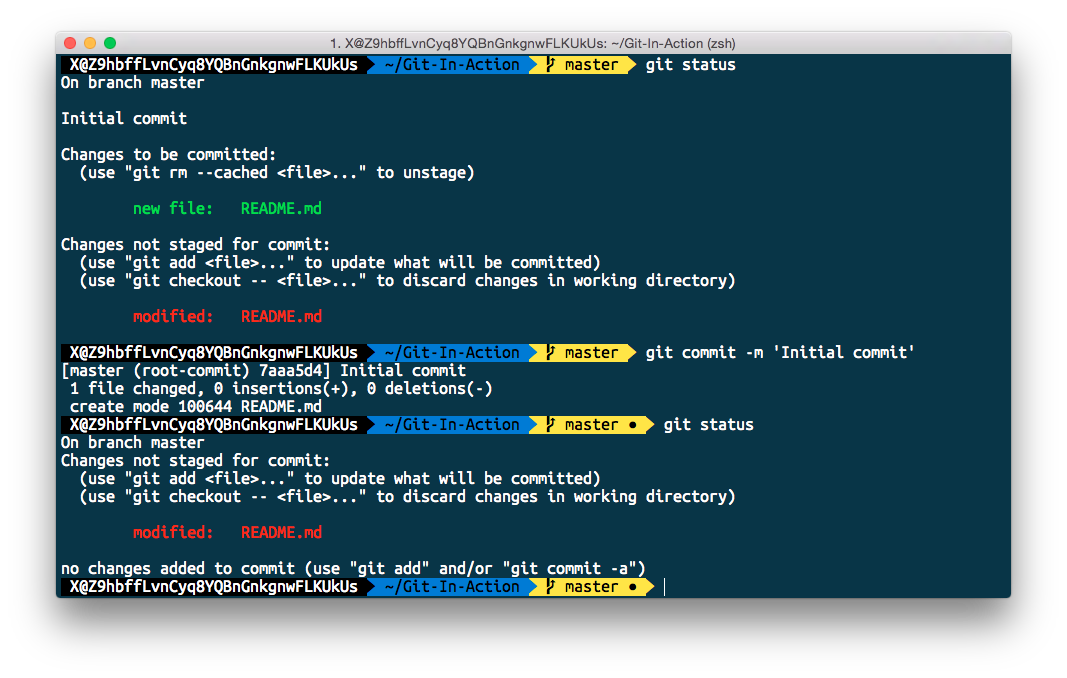 1. X@Z9hbffLvnCyq8YQBnGnkgnwFLKUkUs: ~/Git-In-Action (zsh)
X@Z9hbffLvnCyq8YQBnGnkgnwFLKUkUs ~/Git-In-Action master git status
On branch master
Initial commit
Changes to be committed:
(use "git rm --cached <file>..." to unstage)
new file: README.md
Changes not staged for commit:
(use "git add <file>..." to update what will be committed)
(use "git checkout -- <file>..." to discard changes in working directory)
modified: README.md
X@Z9hbffLvnCyq8YQBnGnkgnwFLKUkUs ~/Git-In-Action master git commit -m 'Initial commit'
[master (root-commit) 7aaa5d4] Initial commit
1 file changed, 0 insertions(+), 0 deletions(-)
create mode 100644 README.md
X@Z9hbffLvnCyq8YQBnGnkgnwFLKUkUs ~/Git-In-Action master ● git status
On branch master
Changes not staged for commit:
(use "git add <file>..." to update what will be committed)
(use "git checkout -- <file>..." to discard changes in working directory)
modified: README.md
no changes added to commit (use "git add" and/or "git commit -a")
X@Z9hbffLvnCyq8YQBnGnkgnwFLKUkUs ~/Git-In-Action master ●